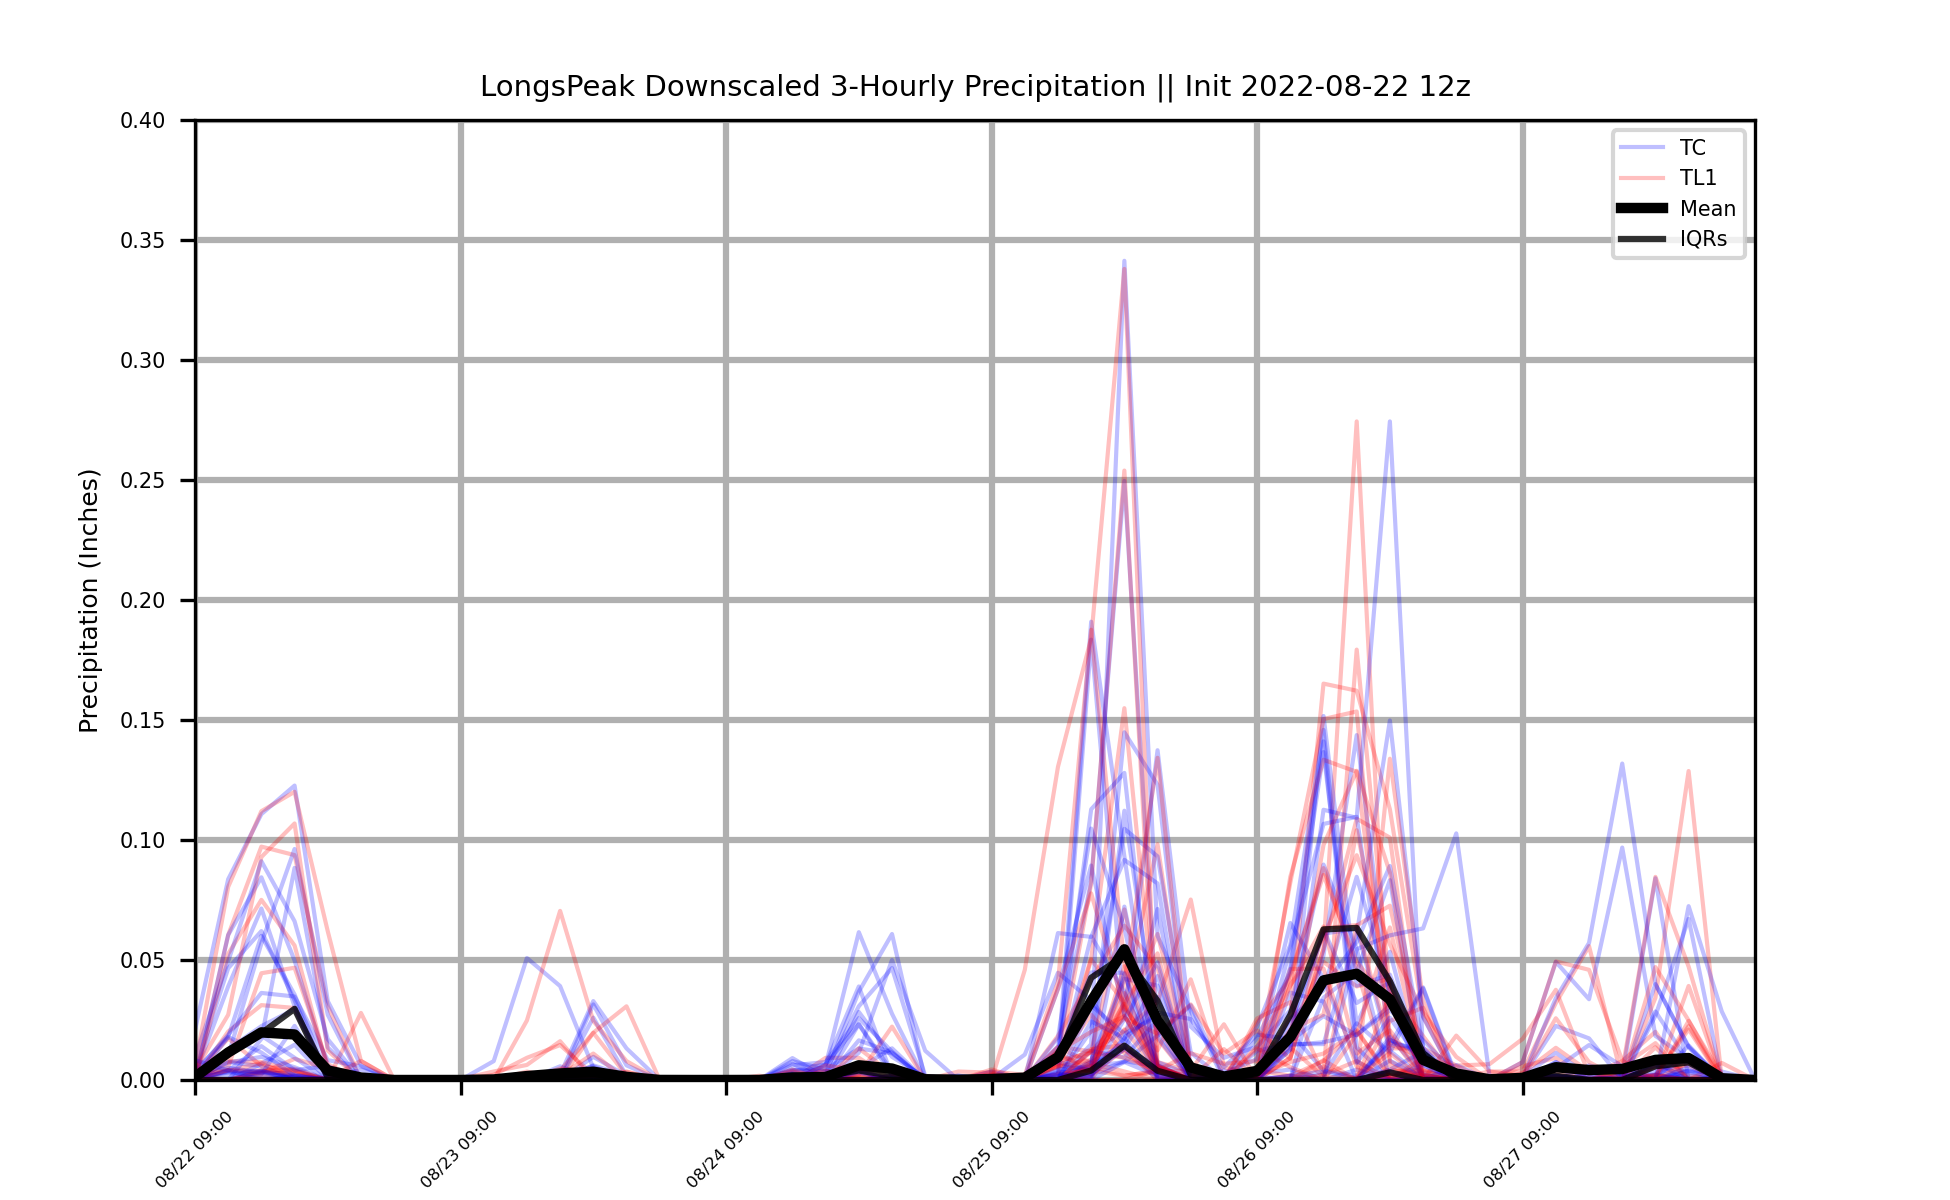 LongsPeak Downscaled 3-Hourly Precipitation || Init 2022-08-22 12z
0.40
0.35
0.30
0.25
0.20
0.15
0.10
0.05
0.00
Precipitation (Inches)
TC
TL1
Mean
IQRs
08/22 09:00
08/23 09:00
08/24 09:00
08/25 09:00
08/26 09:00
08/27 09:00